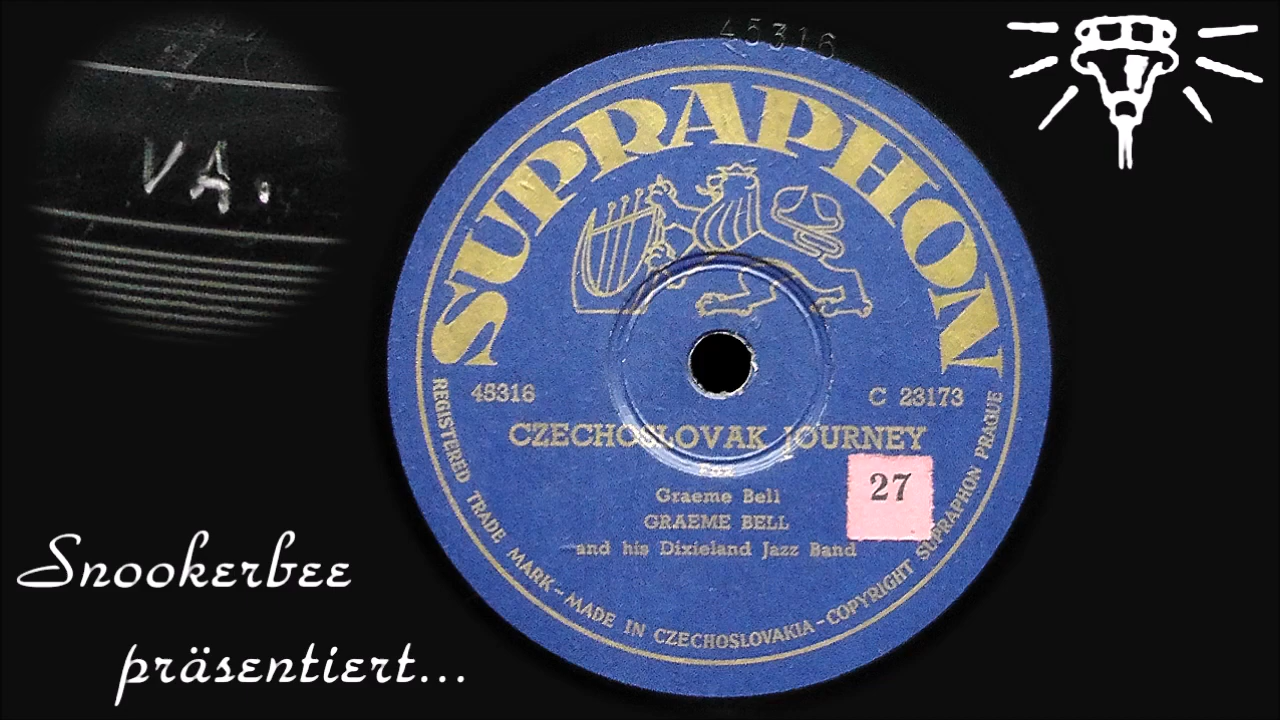 45316
VA.
SUPRAPHON
45316
C 23173
CZECHOSLOVAK JOURNEY
Fox
Graeme Bell
GRAEME BELL
and his Dixieland Jazz Band
27
REGISTERED TRADE MARK - MADE IN CZECHOSLOVAKIA - COPYRIGHT SUPRAPHON PRAGUE
Snookerbee
präsentiert...